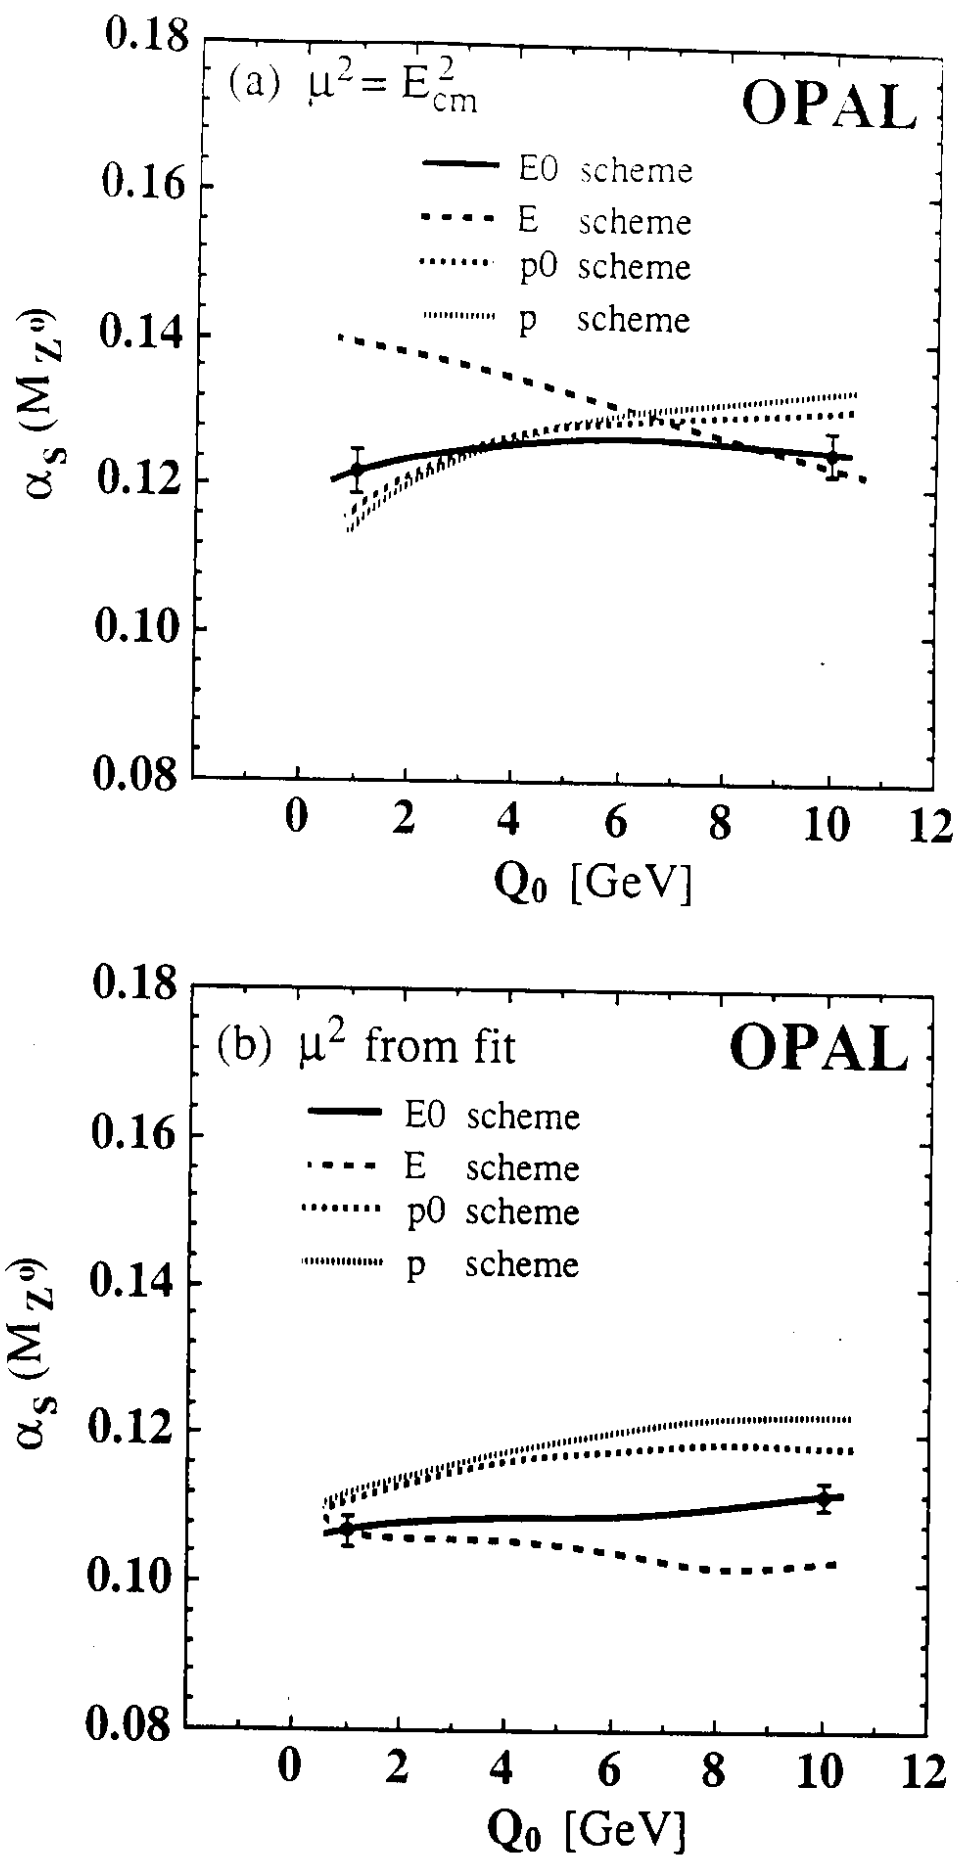 0.18
(a) μ² = E²cm OPAL
E0 scheme
0.16
E scheme
p0 scheme
p scheme
0.14
αs (MZ⁰)
0.12
0.10
0.08
0 2 4 6 8 10 12
Q₀ [GeV]
0.18
(b) μ² from fit OPAL
E0 scheme
0.16
E scheme
p0 scheme
p scheme
0.14
αs (MZ⁰)
0.12
0.10
0.08
0 2 4 6 8 10 12
Q₀ [GeV]